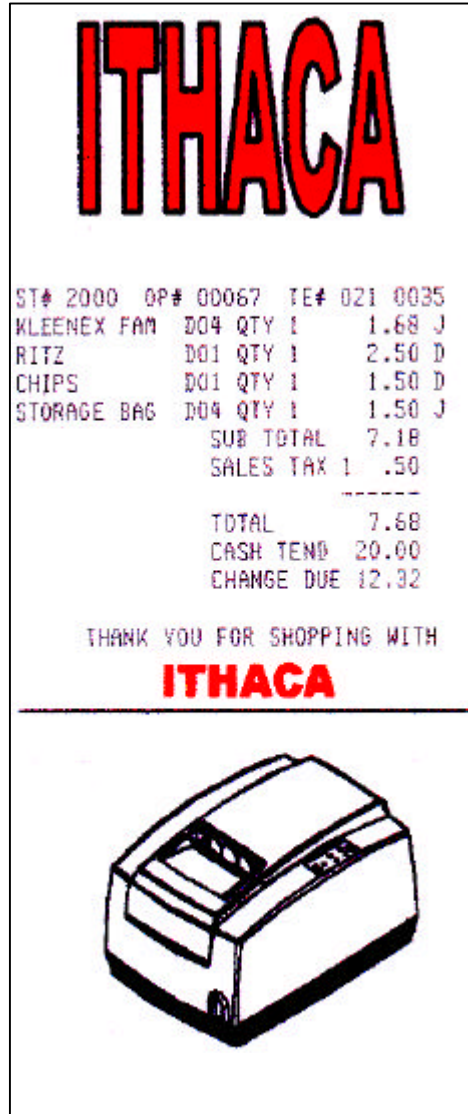 ITHACA
ST# 2000 OP# 00067 TE# 021 0035
KLEENEX FAM D04 QTY 1 1.68 J
RITZ D01 QTY 1 2.50 D
CHIPS D01 QTY 1 1.50 D
STORAGE BAG D04 QTY 1 1.50 J
SUB TOTAL 7.18
SALES TAX 1 .50
------
TOTAL 7.68
CASH TEND 20.00
CHANGE DUE 12.32
THANK YOU FOR SHOPPING WITH
ITHACA